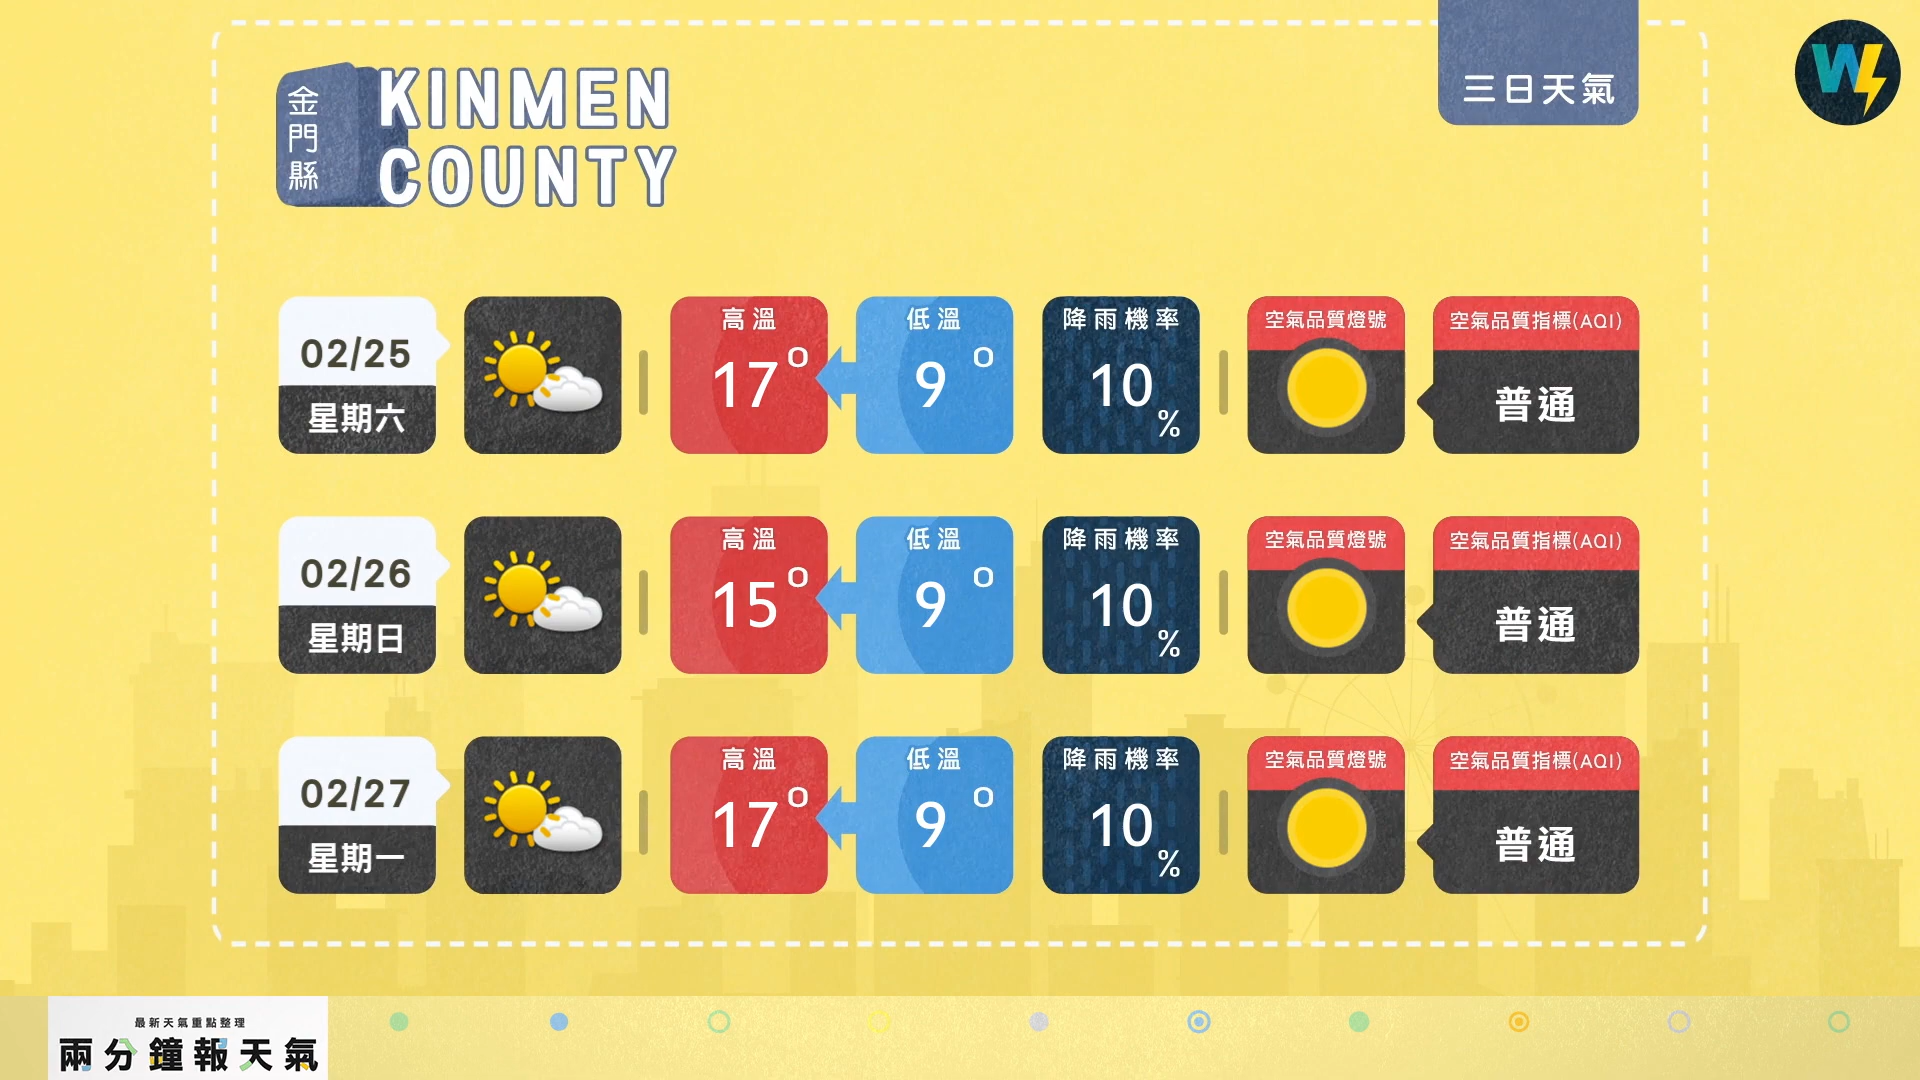 金門縣
KINMEN
COUNTY
三日天氣
W
02/25
星期六
高溫
17°
低溫
9°
降雨機率
10%
空氣品質燈號
空氣品質指標(AQI)
普通
02/26
星期日
高溫
15°
低溫
9°
降雨機率
10%
空氣品質燈號
空氣品質指標(AQI)
普通
02/27
星期一
高溫
17°
低溫
9°
降雨機率
10%
空氣品質燈號
空氣品質指標(AQI)
普通
最新天氣重點整理
兩分鐘報天氣